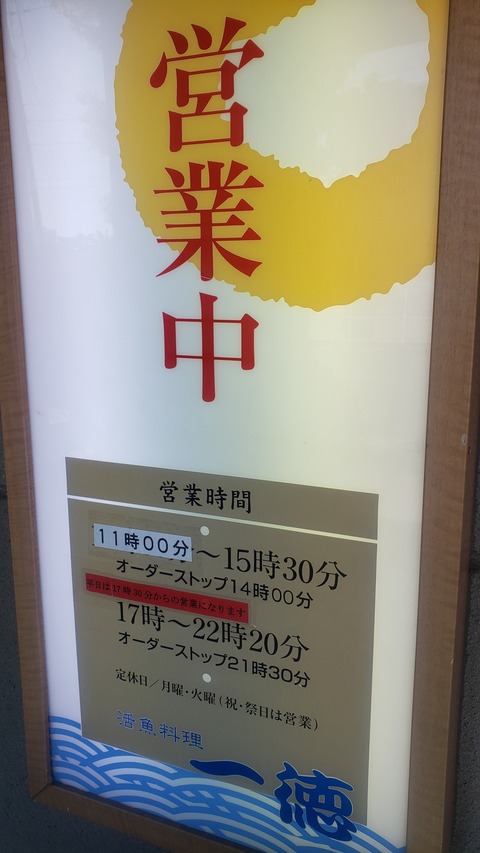 営業中
営業時間
11時00分～15時30分
オーダーストップ14時00分
平日は17時30分からの営業になります
17時～22時20分
オーダーストップ21時30分
定休日／月曜・火曜（祝・祭日は営業）
活魚料理
一徳